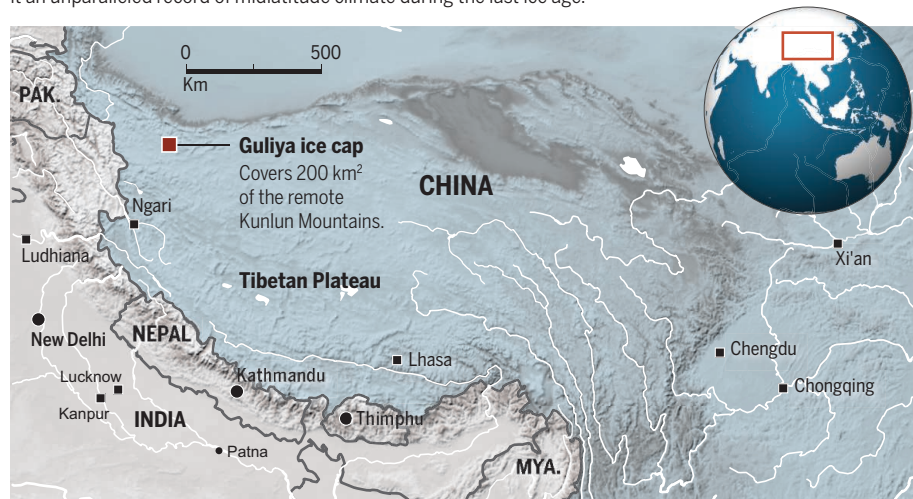 it an unparalleled record of midlatitude climate during the last ice age.
0 500
Km
PAK.
Guliya ice cap
Covers 200 km²
of the remote
Kunlun Mountains.
CHINA
Ngari
Ludhiana
Xi'an
Tibetan Plateau
New Delhi
NEPAL
Lhasa
Chengdu
Lucknow
Kathmandu
Chongqing
Kanpur
INDIA
Thimphu
Patna
MYA.